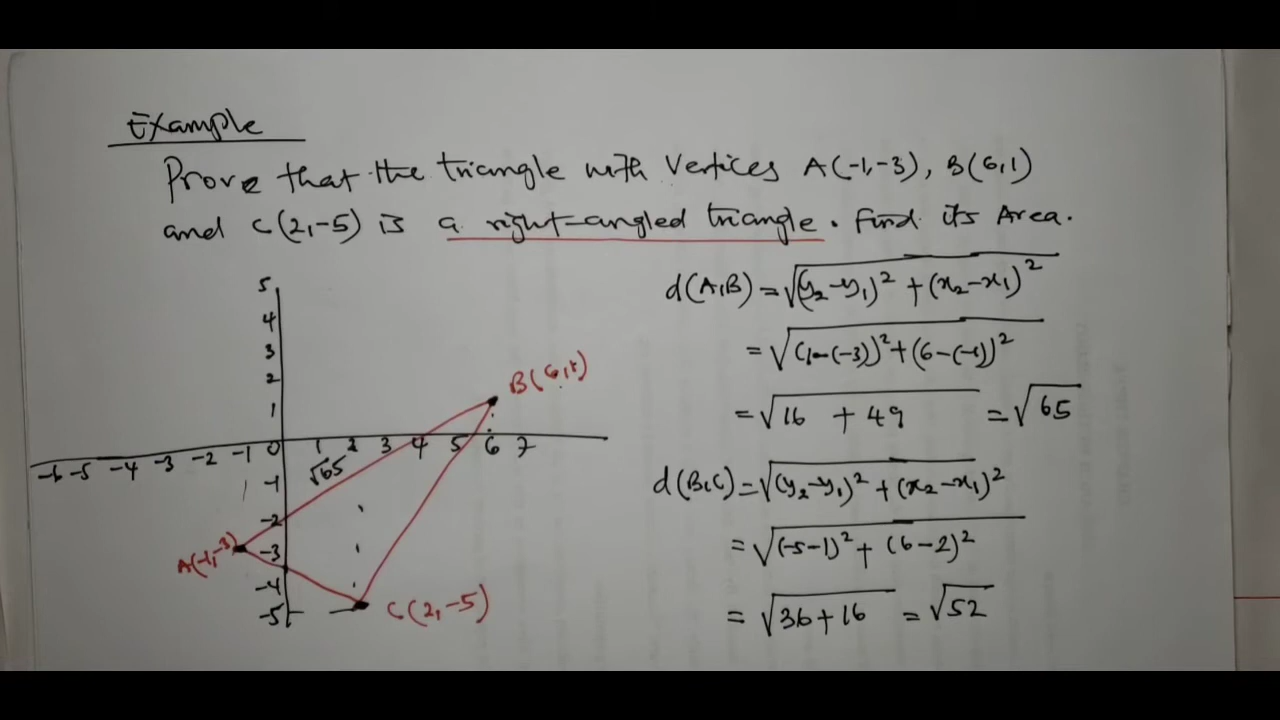 Example
Prove that the triangle with vertices A(-1,-3), B(6,1)
and C(2,-5) is a right-angled triangle. Find its Area.
d(A,B) = √(y₂-y₁)² + (x₂-x₁)²
= √(1-(-3))² + (6-(-1))²
= √16 + 49 = √65
d(B,C) = √(y₂-y₁)² + (x₂-x₁)²
= √(-5-1)² + (6-2)²
= √36+16 = √52
5
4
3
2
1
B(6,1)
-6 -5 -4 -3 -2 -1 0 1 2 3 4 5 6 7
√65
-1
-2
A(-1,-3)
-3
-4
-5
C(2,-5)